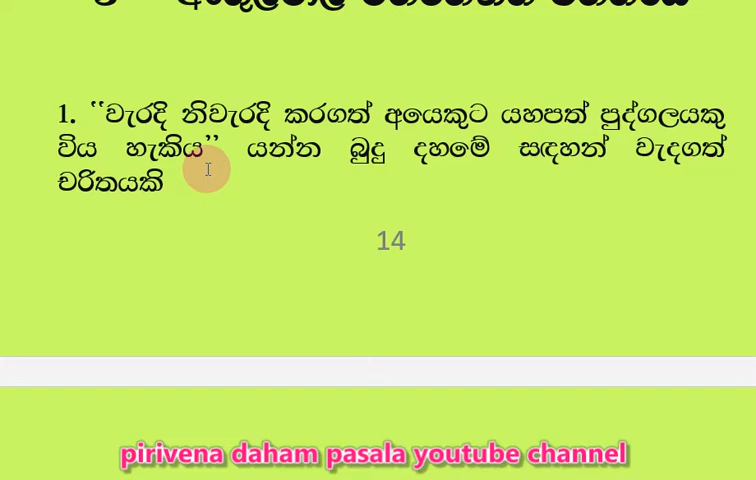 1. “වැරදි නිවැරදි කරගත් අයෙකුට යහපත් පුද්ගලයකු
විය හැකිය” යන්න බුදු දහමේ සඳහන් වැදගත්
චරිතයකි
14
pirivena daham pasala youtube channel